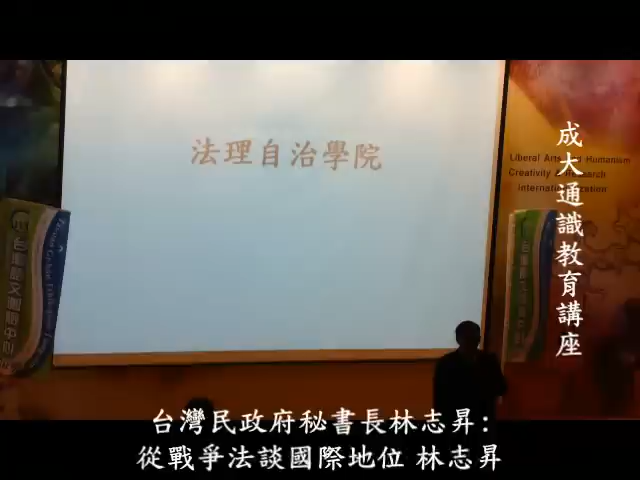 法理自治學院
成大通識教育講座
Liberal Arts and Humanism
Creativity & Research
Internationalization
台灣民政府秘書長林志昇:
從戰爭法談國際地位 林志昇